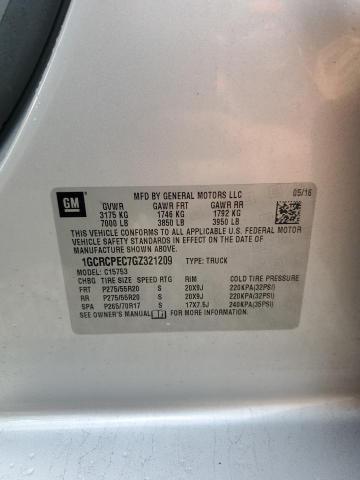 MFD BY GENERAL MOTORS LLC
05/16
GM
GVWR GAWR FRT GAWR RR
3175 KG 1746 KG 1792 KG
7000 LB 3850 LB 3950 LB
THIS VEHICLE CONFORMS TO ALL APPLICABLE U.S. FEDERAL MOTOR
VEHICLE SAFETY STANDARDS IN EFFECT ON THE DATE OF
MANUFACTURE SHOWN ABOVE.
1GCRCPEC7GZ321209 TYPE: TRUCK
MODEL: C15753
CHBG TIRE SIZE SPEED RTG RIM COLD TIRE PRESSURE
FRT P275/55R20 S 20X9J 220KPA(32PSI)
RR P275/55R20 S 20X9J 220KPA(32PSI)
SPA P265/70R17 S 17X7.5J 240KPA(35PSI)
SEE OWNER'S MANUAL FOR MORE INFORMATION.